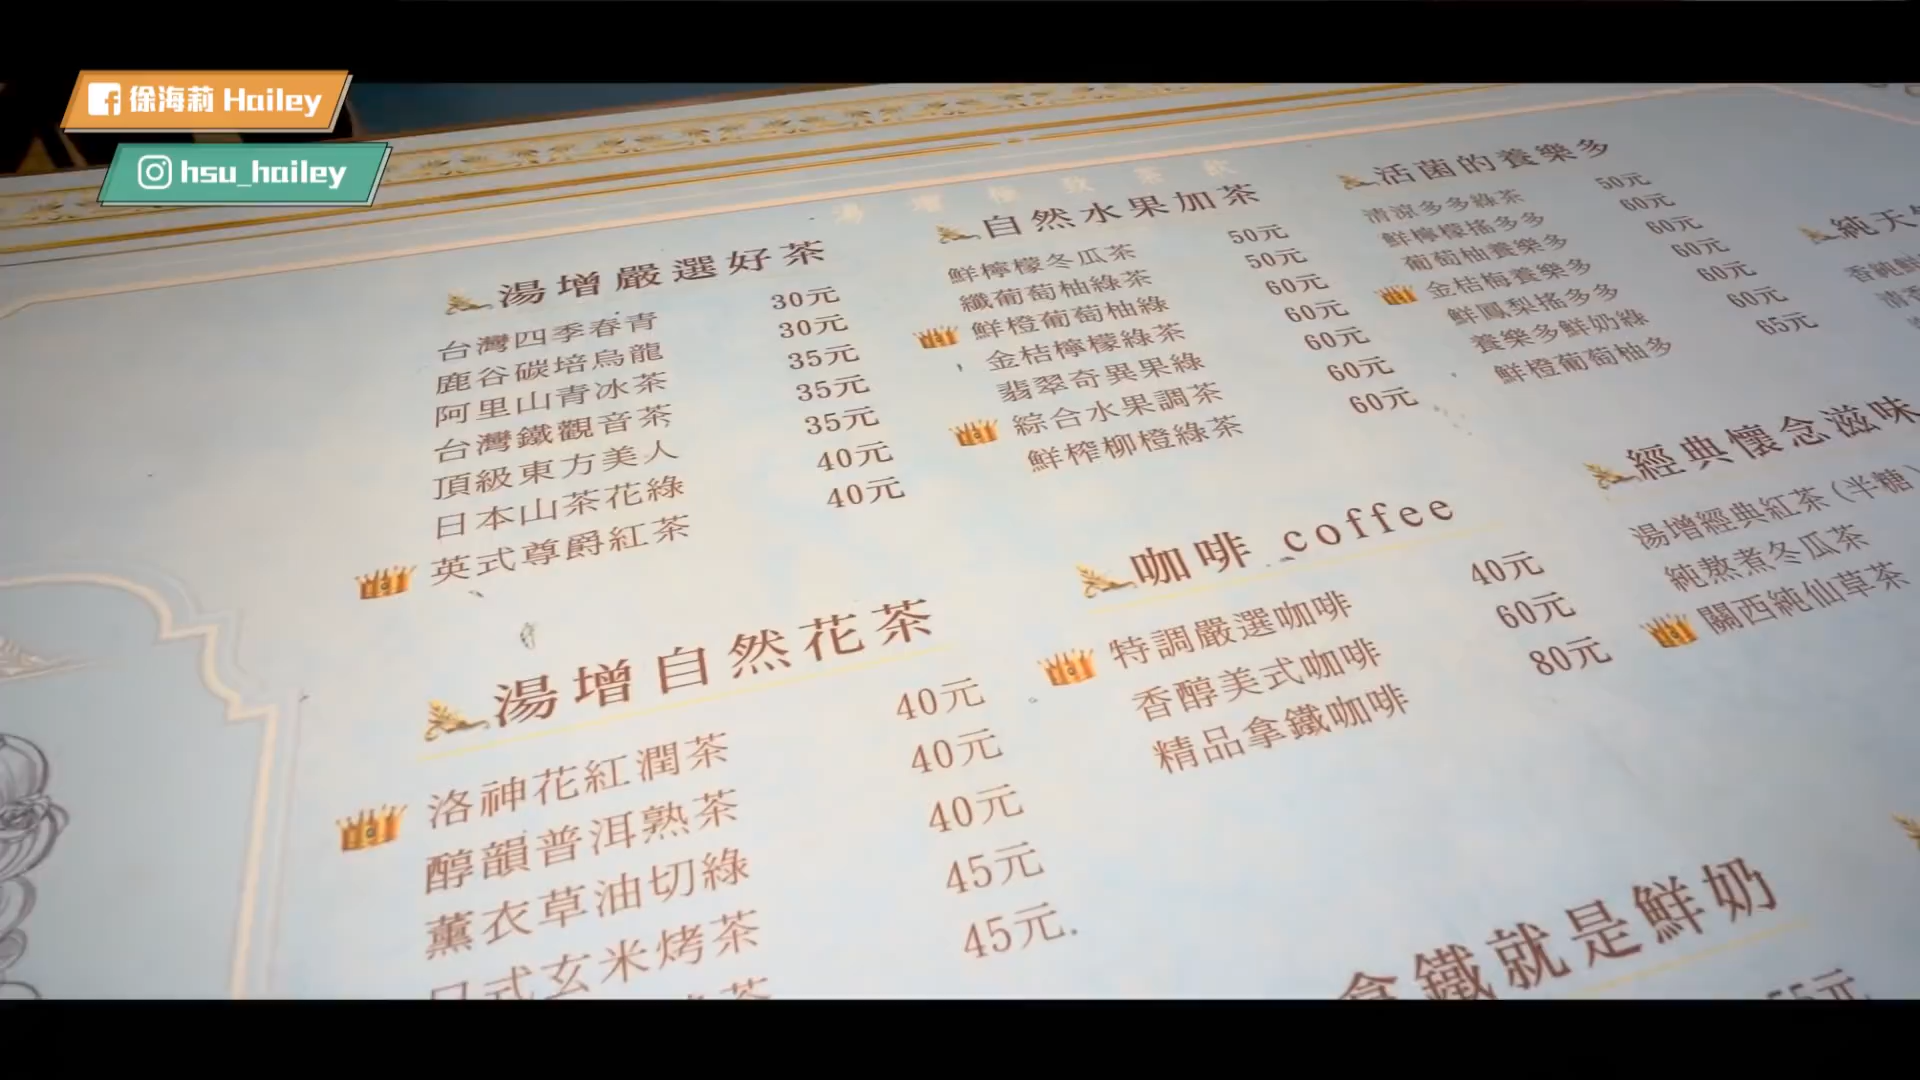 徐海莉 Hailey
hsu_hailey
湯增嚴選好茶
台灣四季春青 30元
鹿谷碳培烏龍 30元
阿里山青冰茶 35元
台灣鐵觀音茶 35元
頂級東方美人 35元
日本山茶花綠 40元
英式尊爵紅茶 40元
湯增自然花茶
洛神花紅潤茶 40元
醇韻普洱熟茶 40元
薰衣草油切綠 40元
日式玄米烤茶 45元
45元
自然水果加茶
鮮檸檬冬瓜茶 50元
纖葡萄柚綠茶 50元
鮮橙葡萄柚綠 60元
金桔檸檬綠茶 60元
翡翠奇異果綠 60元
綜合水果調茶 60元
鮮榨柳橙綠茶 60元
咖啡 coffee
特調嚴選咖啡 40元
香醇美式咖啡 60元
精品拿鐵咖啡 80元
活菌的養樂多
清涼多多綠茶 50元
鮮檸檬搖多多 60元
葡萄柚養樂多 60元
金桔梅養樂多 60元
鮮鳳梨搖多多 60元
養樂多鮮奶綠 60元
鮮橙葡萄柚多 65元
經典懷念滋味
湯增經典紅茶(半糖)
純熬煮冬瓜茶
關西純仙草茶
拿鐵就是鮮奶
55元
純天